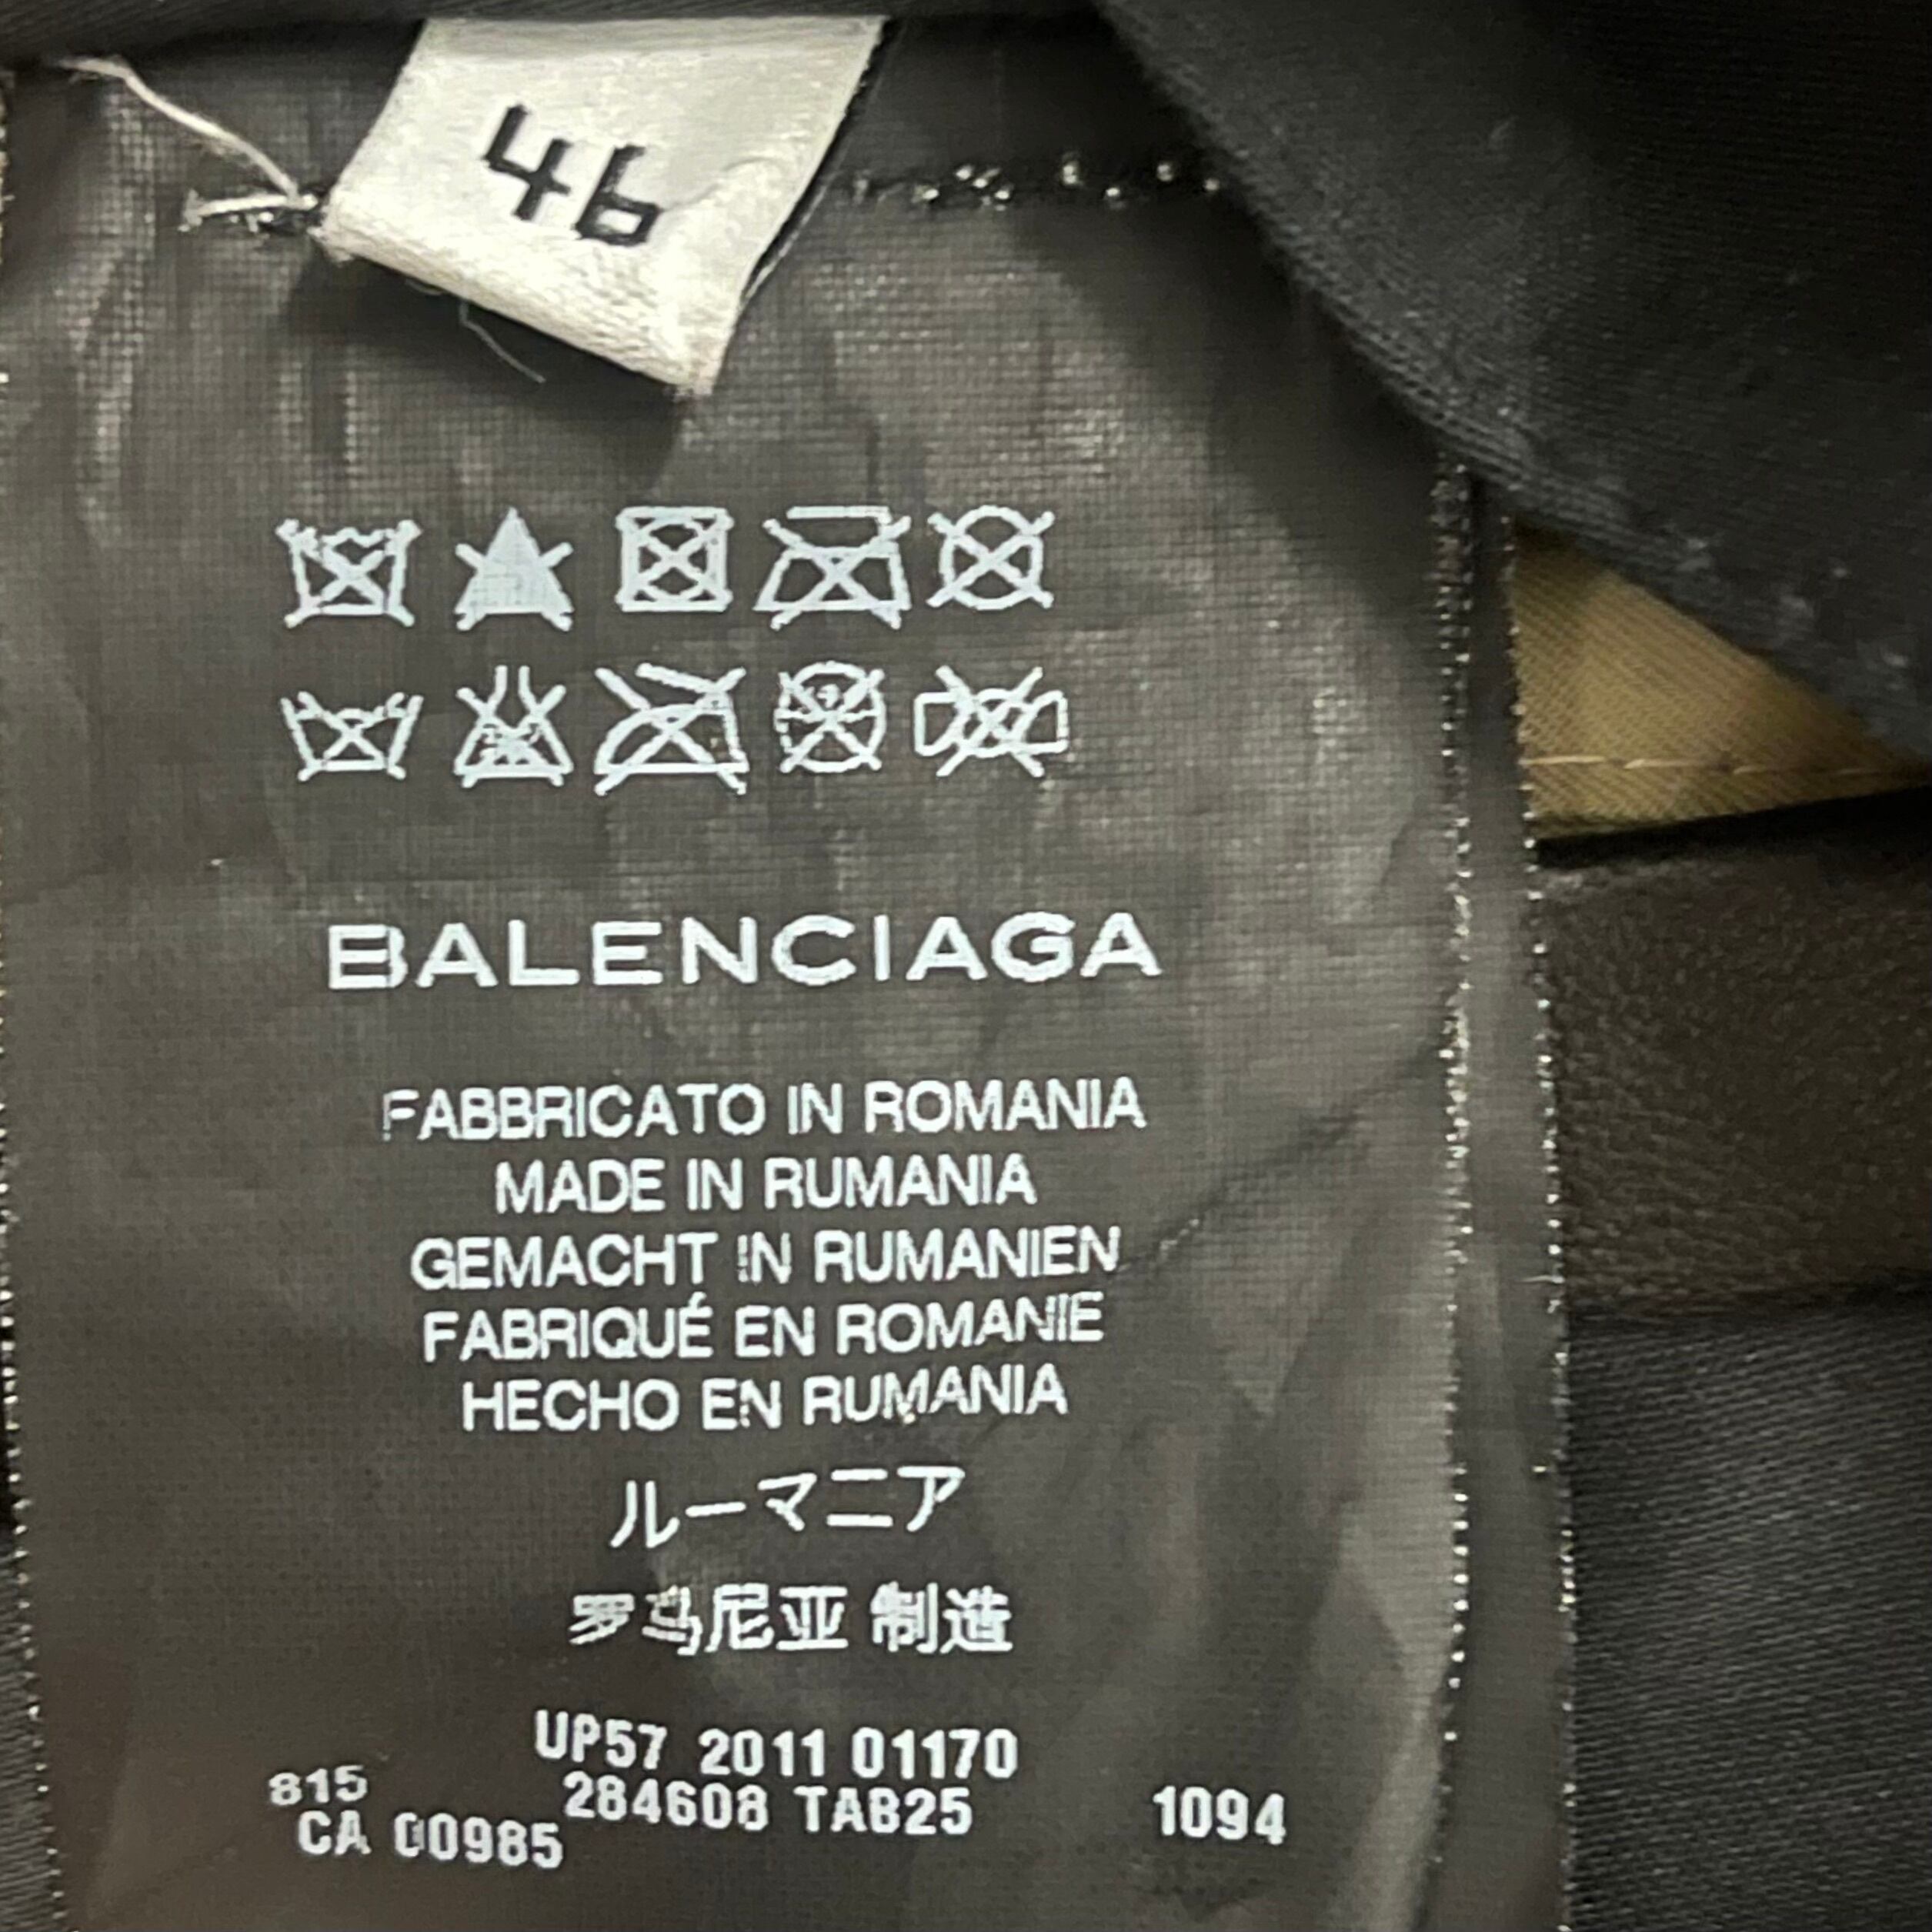 46
BALENCIAGA
FABBRICATO IN ROMANIA
MADE IN RUMANIA
GEMACHT IN RUMANIEN
FABRIQUÉ EN ROMANIE
HECHO EN RUMANIA
ルーマニア
罗马尼亚 制造
UP57 2011 01170
815 284608 TAB25 1094
CA 00985